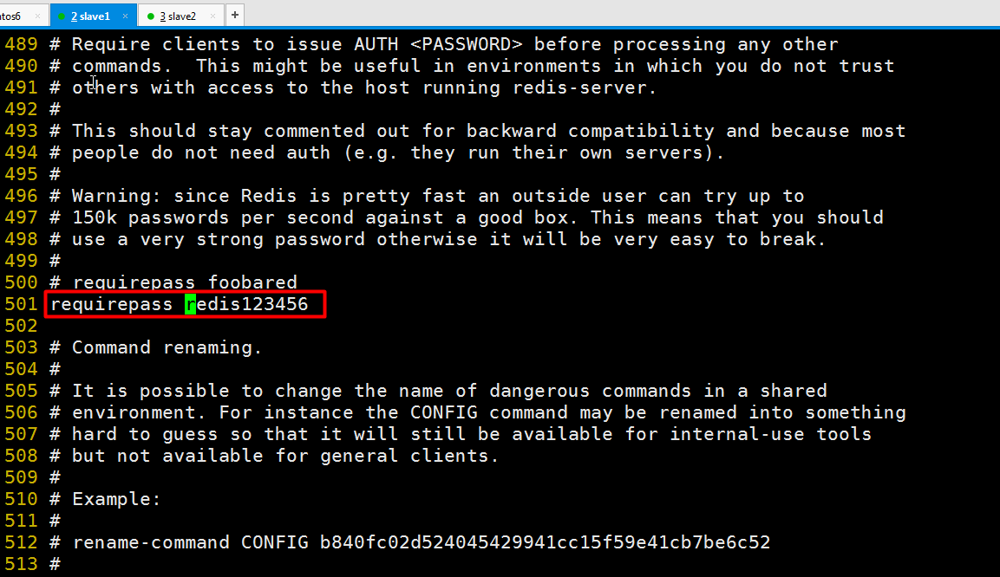 tos6 × 2 slave1 × 3 slave2 × +
489 # Require clients to issue AUTH <PASSWORD> before processing any other
490 # commands.  This might be useful in environments in which you do not trust
491 # others with access to the host running redis-server.
492 #
493 # This should stay commented out for backward compatibility and because most
494 # people do not need auth (e.g. they run their own servers).
495 #
496 # Warning: since Redis is pretty fast an outside user can try up to
497 # 150k passwords per second against a good box. This means that you should
498 # use a very strong password otherwise it will be very easy to break.
499 #
500 # requirepass foobared
501 requirepass redis123456
502
503 # Command renaming.
504 #
505 # It is possible to change the name of dangerous commands in a shared
506 # environment. For instance the CONFIG command may be renamed into something
507 # hard to guess so that it will still be available for internal-use tools
508 # but not available for general clients.
509 #
510 # Example:
511 #
512 # rename-command CONFIG b840fc02d524045429941cc15f59e41cb7be6c52
513 #